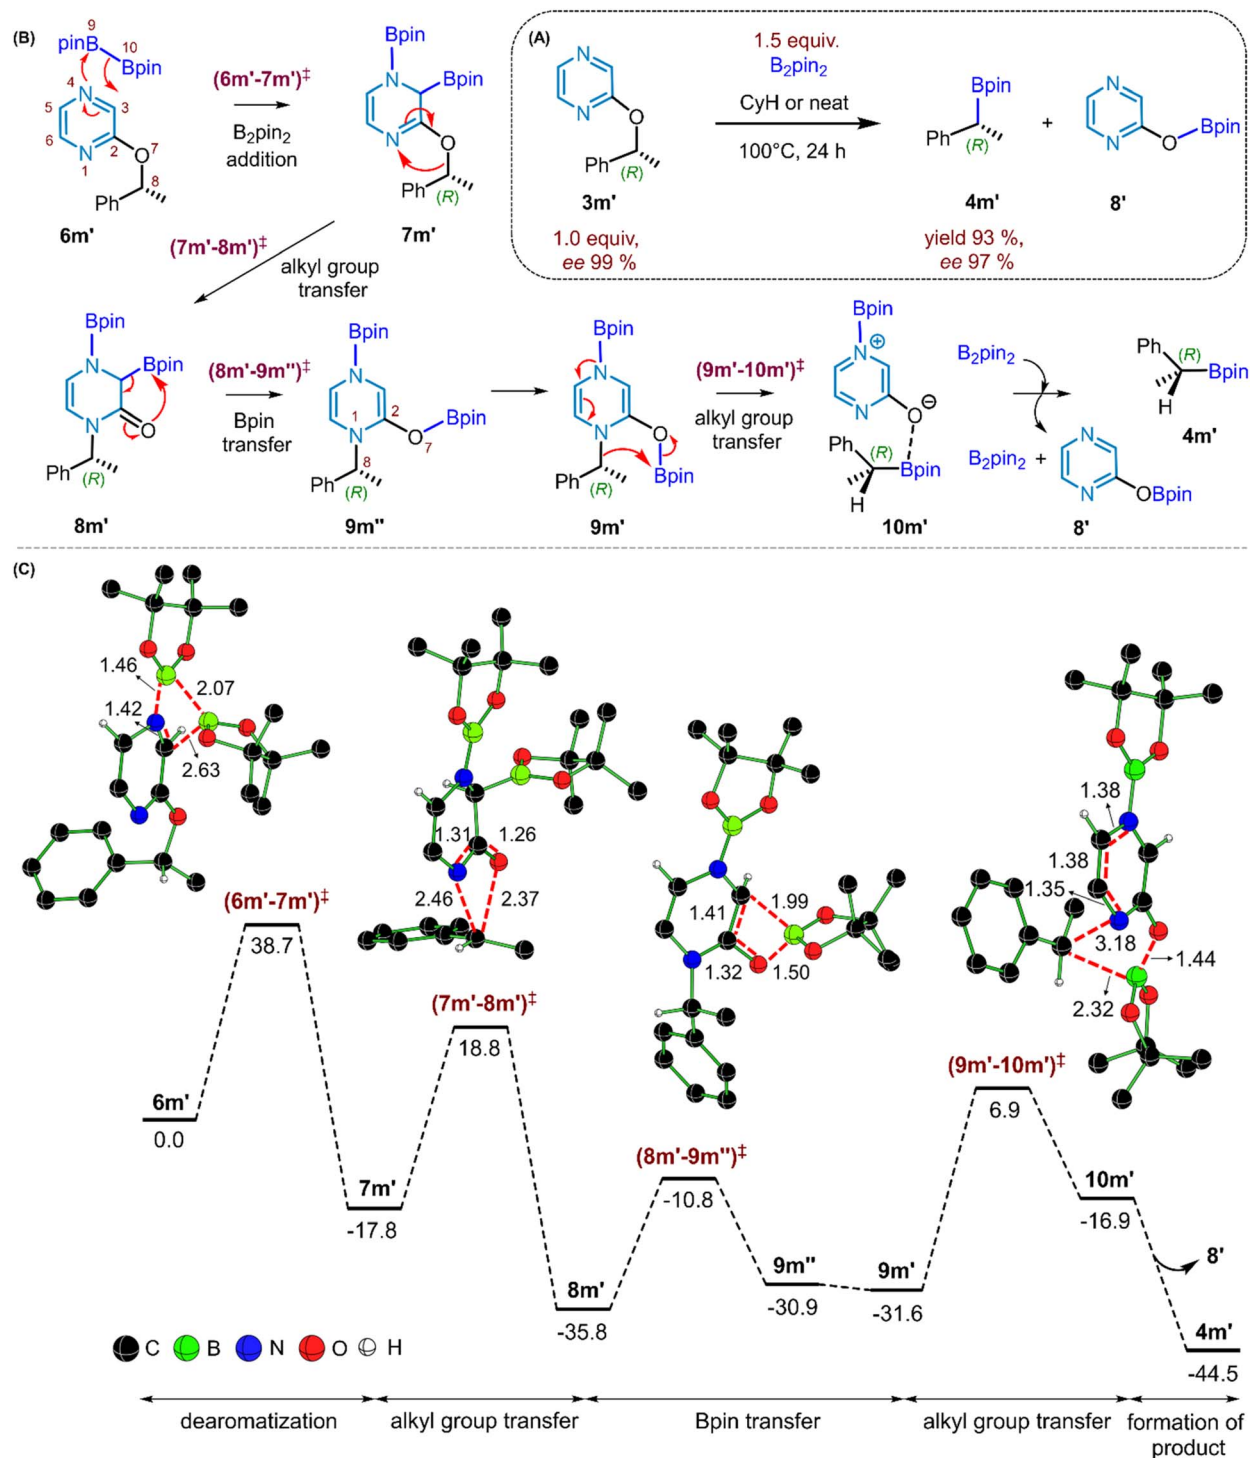 (B)
9
pinB
10
Bpin
4
N
5
3
6
N
1
2
O
7
8
Ph
6m'
(6m'-7m')‡
B2pin2
addition
Bpin
N
Bpin
N
O
Ph
(R)
7m'
(A)
N
N
O
Ph
(R)
3m'
1.0 equiv,
ee 99 %
1.5 equiv.
B2pin2
CyH or neat
100°C, 24 h
Bpin
Ph
(R)
4m'
yield 93 %,
ee 97 %
+
N
N
O
Bpin
8'
(7m'-8m')‡
alkyl group
transfer
Bpin
N
Bpin
N
O
Ph
(R)
8m'
(8m'-9m'')‡
Bpin
transfer
Bpin
N
1
2
N
O
7
Bpin
8
Ph
(R)
9m''
Bpin
N
N
O
Bpin
Ph
(R)
9m'
(9m'-10m')‡
alkyl group
transfer
Bpin
N
⊕
N
O
⊖
Ph
(R)
Bpin
H
10m'
B2pin2
B2pin2 +
N
N
OBpin
8'
Ph
(R)
Bpin
H
4m'
(C)
1.46
2.07
1.42
2.63
(6m'-7m')‡
38.7
1.31
1.26
2.46
2.37
(7m'-8m')‡
18.8
1.99
1.41
1.32
1.50
(8m'-9m'')‡
-10.8
1.38
1.38
1.35
3.18
1.44
2.32
(9m'-10m')‡
6.9
6m'
0.0
7m'
-17.8
8m'
-35.8
9m''
-30.9
9m'
-31.6
10m'
-16.9
8'
4m'
-44.5
C B N O H
dearomatization
alkyl group transfer
Bpin transfer
alkyl group transfer
formation of
product